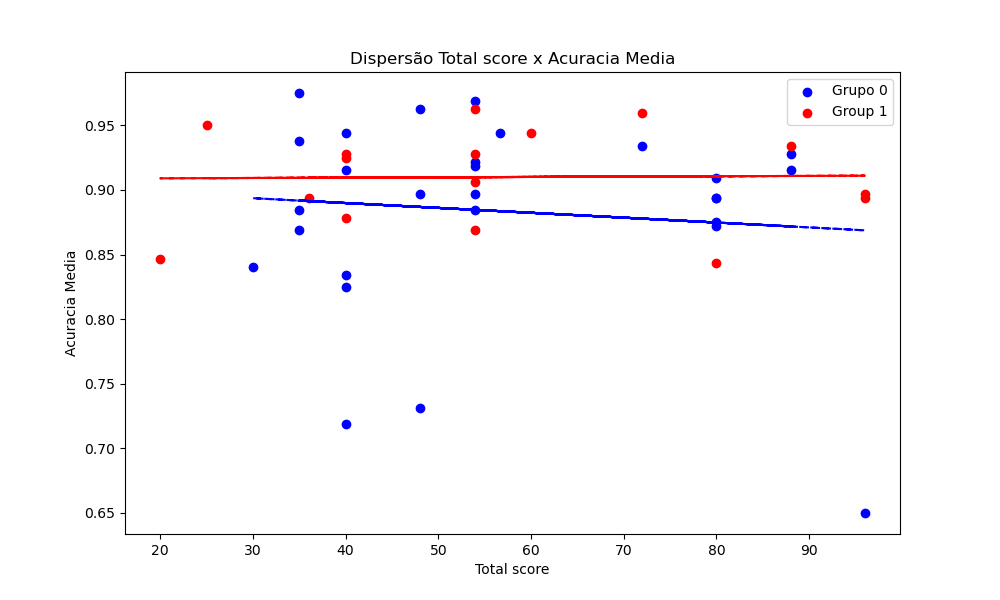 Dispersão Total score x Acuracia Media
Grupo 0
Group 1
Acuracia Media
0.95
0.90
0.85
0.80
0.75
0.70
0.65
20 30 40 50 60 70 80 90
Total score